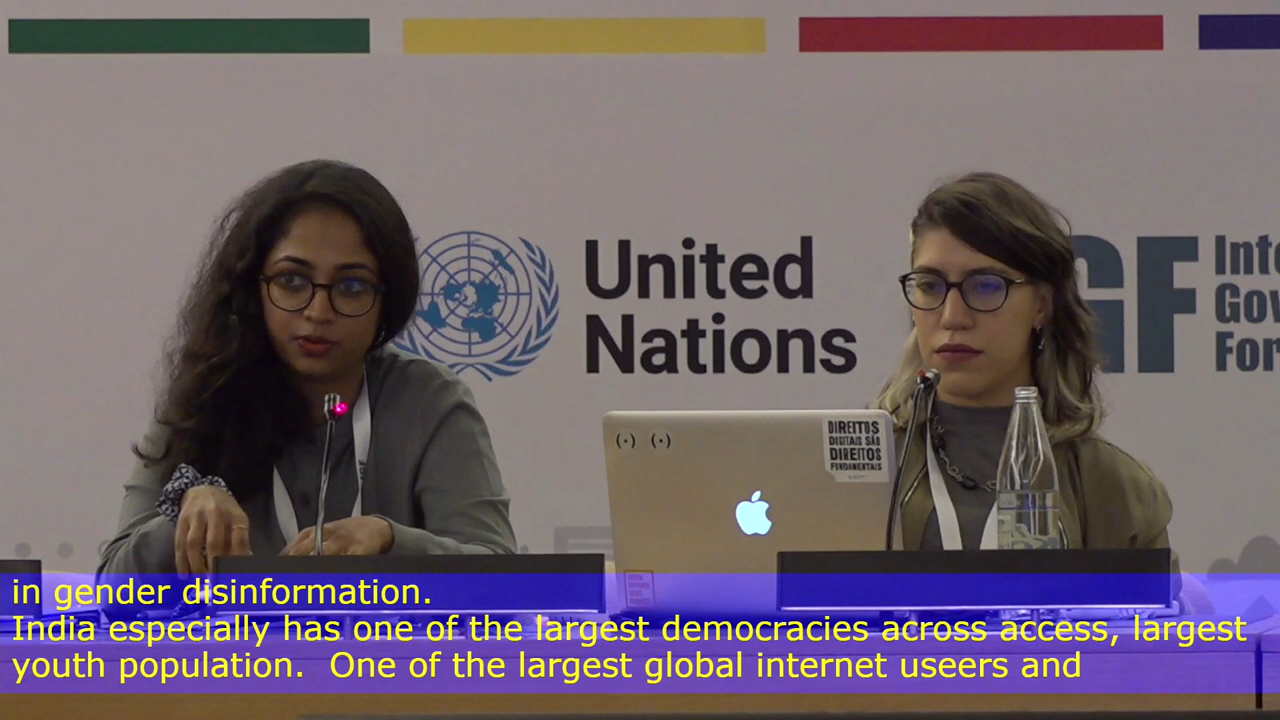 United
Nations
GF
Inte
Gov
For
DIREITOS
DIGITAIS SÃO
DIREITOS
FUNDAMENTAIS
in gender disinformation.
India especially has one of the largest democracies across access, largest
youth population. One of the largest global internet useers and